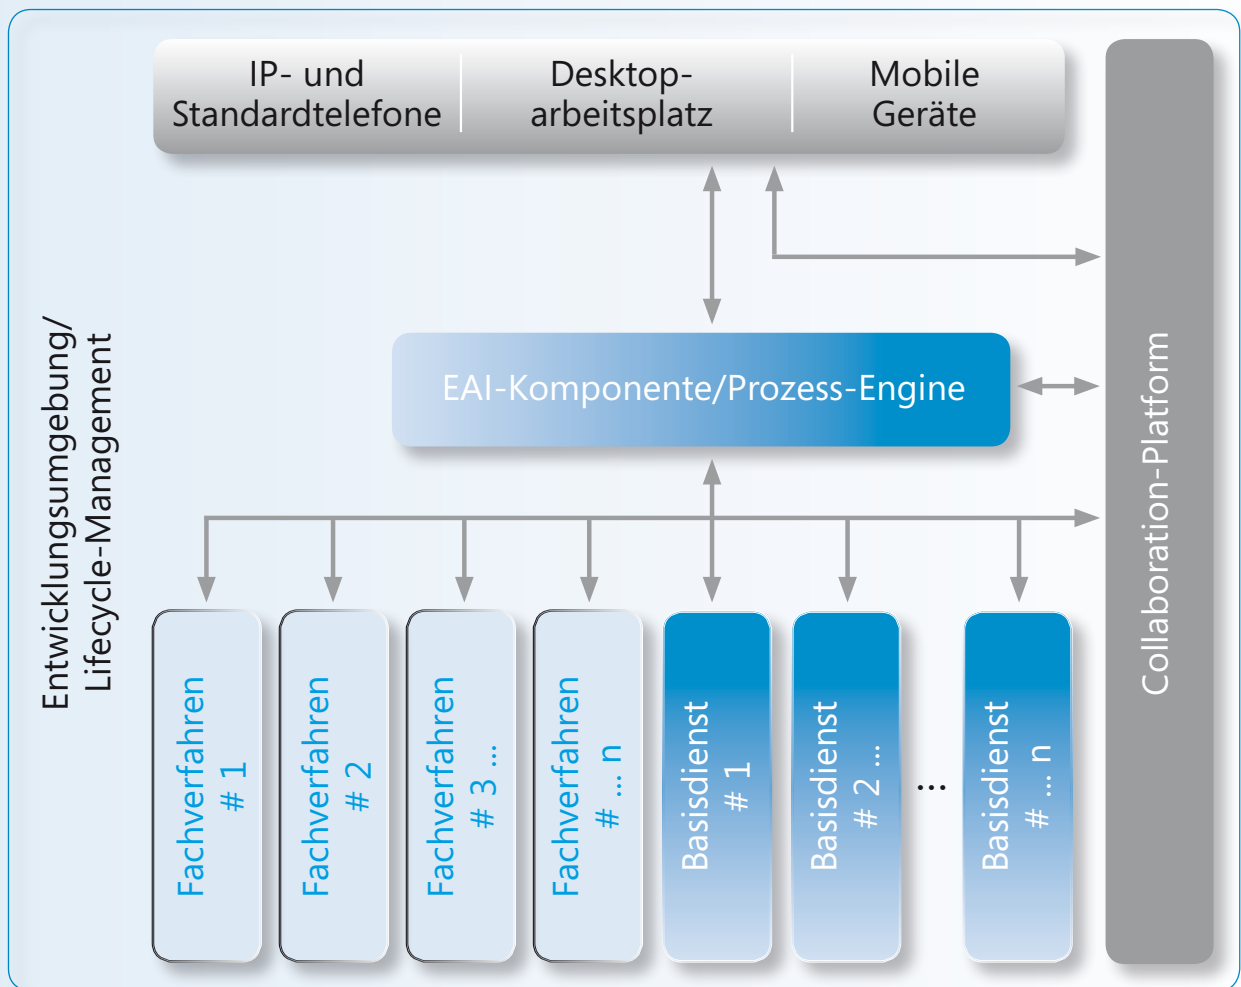 IP- und
Standardtelefone
Desktop-
arbeitsplatz
Mobile
Geräte
EAI-Komponente/Prozess-Engine
Collaboration-Platform
Entwicklungsumgebung/
Lifecycle-Management
Fachverfahren
# 1
Fachverfahren
# 2
Fachverfahren
# 3 ...
Fachverfahren
# ... n
Basisdienst
# 1
Basisdienst
# 2 ...
...
Basisdienst
# ... n